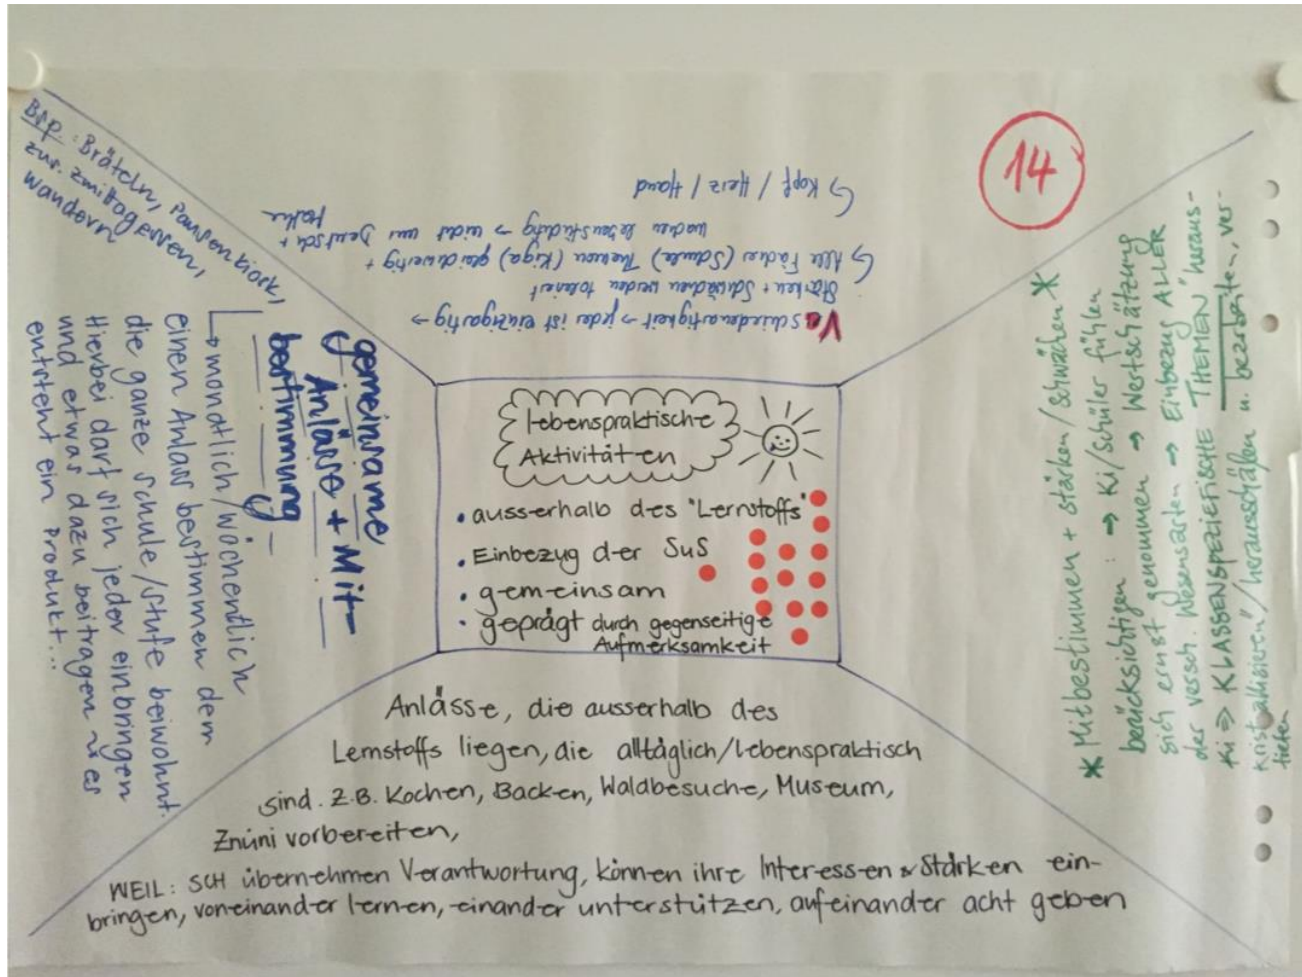 14
lebenspraktische
Aktivitäten
• ausserhalb des "Lernstoffs"
• Einbezug der SuS
• gemeinsam
• geprägt durch gegenseitige
Aufmerksamkeit
Anlässe, die ausserhalb des
Lernstoffs liegen, die alltäglich/lebenspraktisch
sind. Z.B. Kochen, Backen, Waldbesuche, Museum,
Znüni vorbereiten,
WEIL: SCH übernehmen Verantwortung, können ihre Interessen & Stärken ein-
bringen, voneinander lernen, einander unterstützen, aufeinander acht geben
Bsp: Bräteln, Pausenkiosk,
zus. zmittagessen,
wandern
gemeinsame
Anlässe + Mit-
bestimmung
↳ monatlich/wöchentlich
einen Anlass bestimmen dem
die ganze Schule/Stufe beiwohnt.
Hierbei darf sich jeder einbringen
und etwas dazu beitragen → es
entsteht ein Produkt...
Verschiedenartigkeit → jeder ist einzigartig →
Stärken + Schwächen werden toleriert
↳ Alle Fächer (Schule) Themen (Kiga) gleichwertig +
machen → nicht nur Deutsch +
Mathe
↳ Kopf / Herz / Hand
* Mitbestimmen + stärken/schwächen *
berücksichtigen: → Ki/Schüler fühlen
sich ernst genommen → Wertschätzung
der versch. Wesensarten → Einbezug ALLER
Ki ⇒ KLASSENSPEZIFISCHE THEMEN "heraus-
kristallisieren"/herausschälen u. bearbeiten, ver-
tiefen